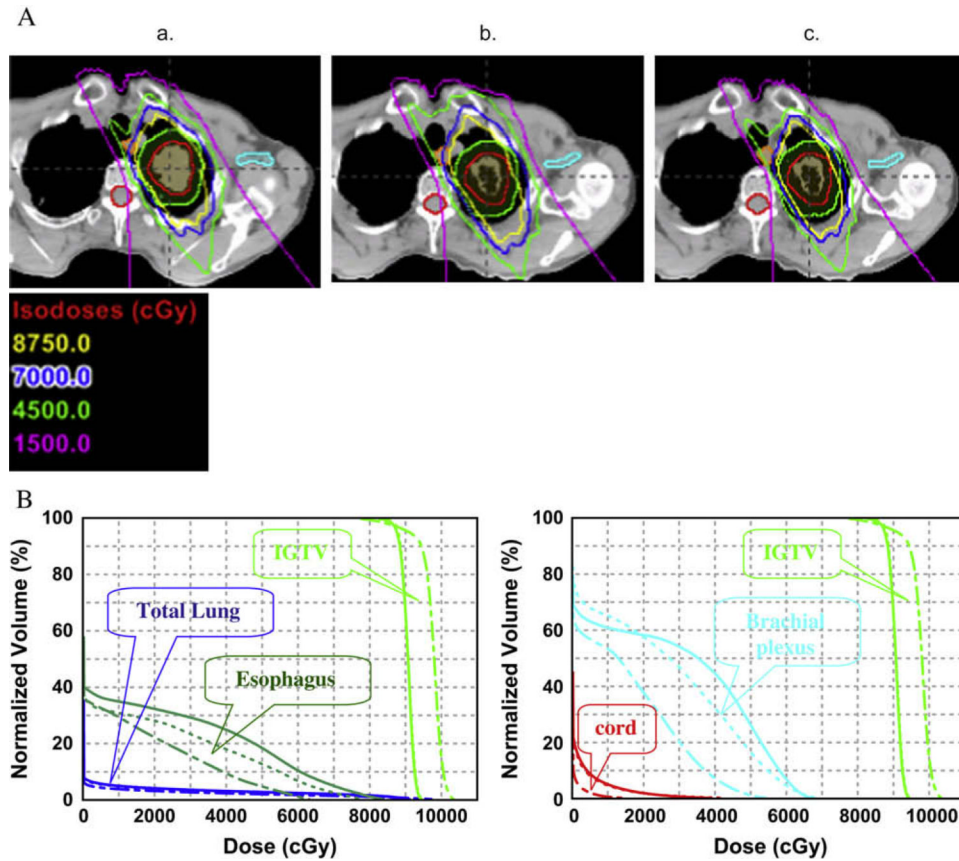 A
a. b. c.
Isodoses (cGy)
8750.0
7000.0
4500.0
1500.0
B
100
80
60
40
20
0
Normalized Volume (%)
IGTV
Total Lung
Esophagus
0 2000 4000 6000 8000 10000
Dose (cGy)
100
80
60
40
20
0
Normalized Volume (%)
IGTV
Brachial
plexus
cord
0 2000 4000 6000 8000 10000
Dose (cGy)